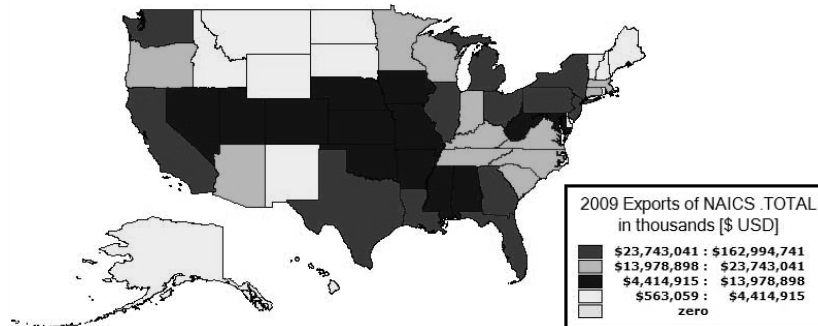 2009 Exports of NAICS .TOTAL
in thousands [$ USD]
$23,743,041 : $162,994,741
$13,978,898 : $23,743,041
$4,414,915 : $13,978,898
$563,059 : $4,414,915
zero